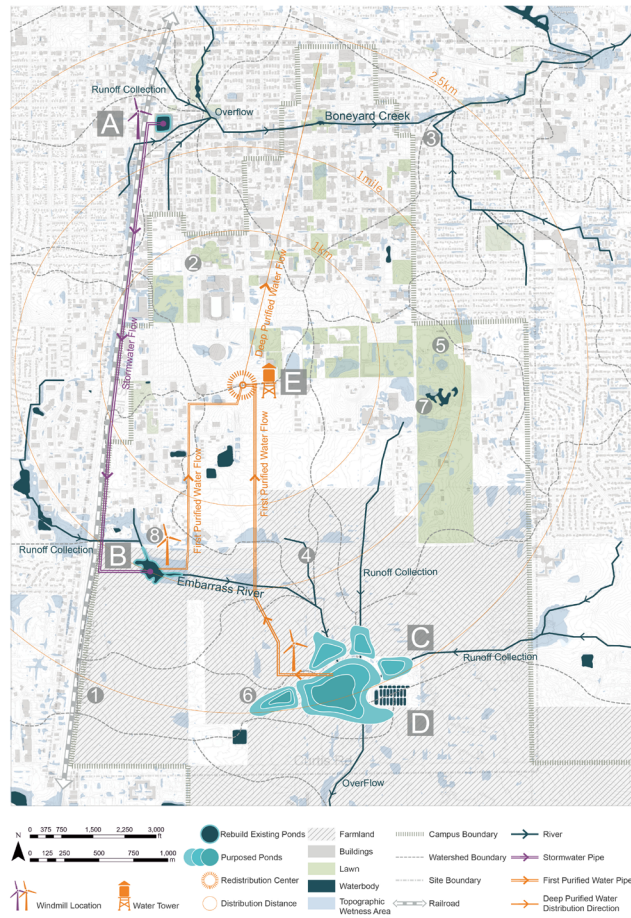 2.5km
Runoff Collection
A
Overflow
Boneyard Creek
3
1mile
1km
2
Deep Purified Water Flow
Stormwater Flow
5
E
7
First Purified Water Flow
First Purified Water Flow
8
Runoff Collection
B
4
Embarrass River
Runoff Collection
C
Runoff Collection
1
6
D
Curtis Rd
OverFlow
N
0 375 750 1,500 2,250 3,000
ft
0 125 250 500 750 1,000
m
Windmill Location
Water Tower
Rebuild Existing Ponds
Purposed Ponds
Redistribution Center
Distribution Distance
Farmland
Buildings
Lawn
Waterbody
Topographic
Wetness Area
Campus Boundary
Watershed Boundary
Site Boundary
Railroad
River
Stormwater Pipe
First Purified Water Pipe
Deep Purified Water
Distribution Direction